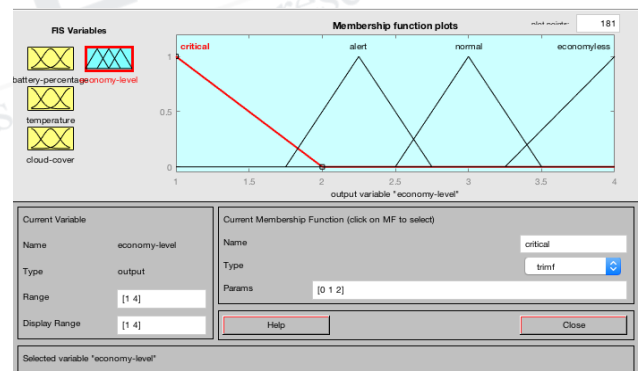 FIS Variables
Membership function plots
plot points:
181
battery-percentage
economy-level
temperature
cloud-cover
critical
alert
normal
economyless
1
0.5
0
1
1.5
2
2.5
3
3.5
4
output variable "economy-level"
Current Variable
Name
economy-level
Type
output
Range
[1 4]
Display Range
[1 4]
Current Membership Function (click on MF to select)
Name
critical
Type
trimf
Params
[0 1 2]
Help
Close
Selected variable "economy-level"